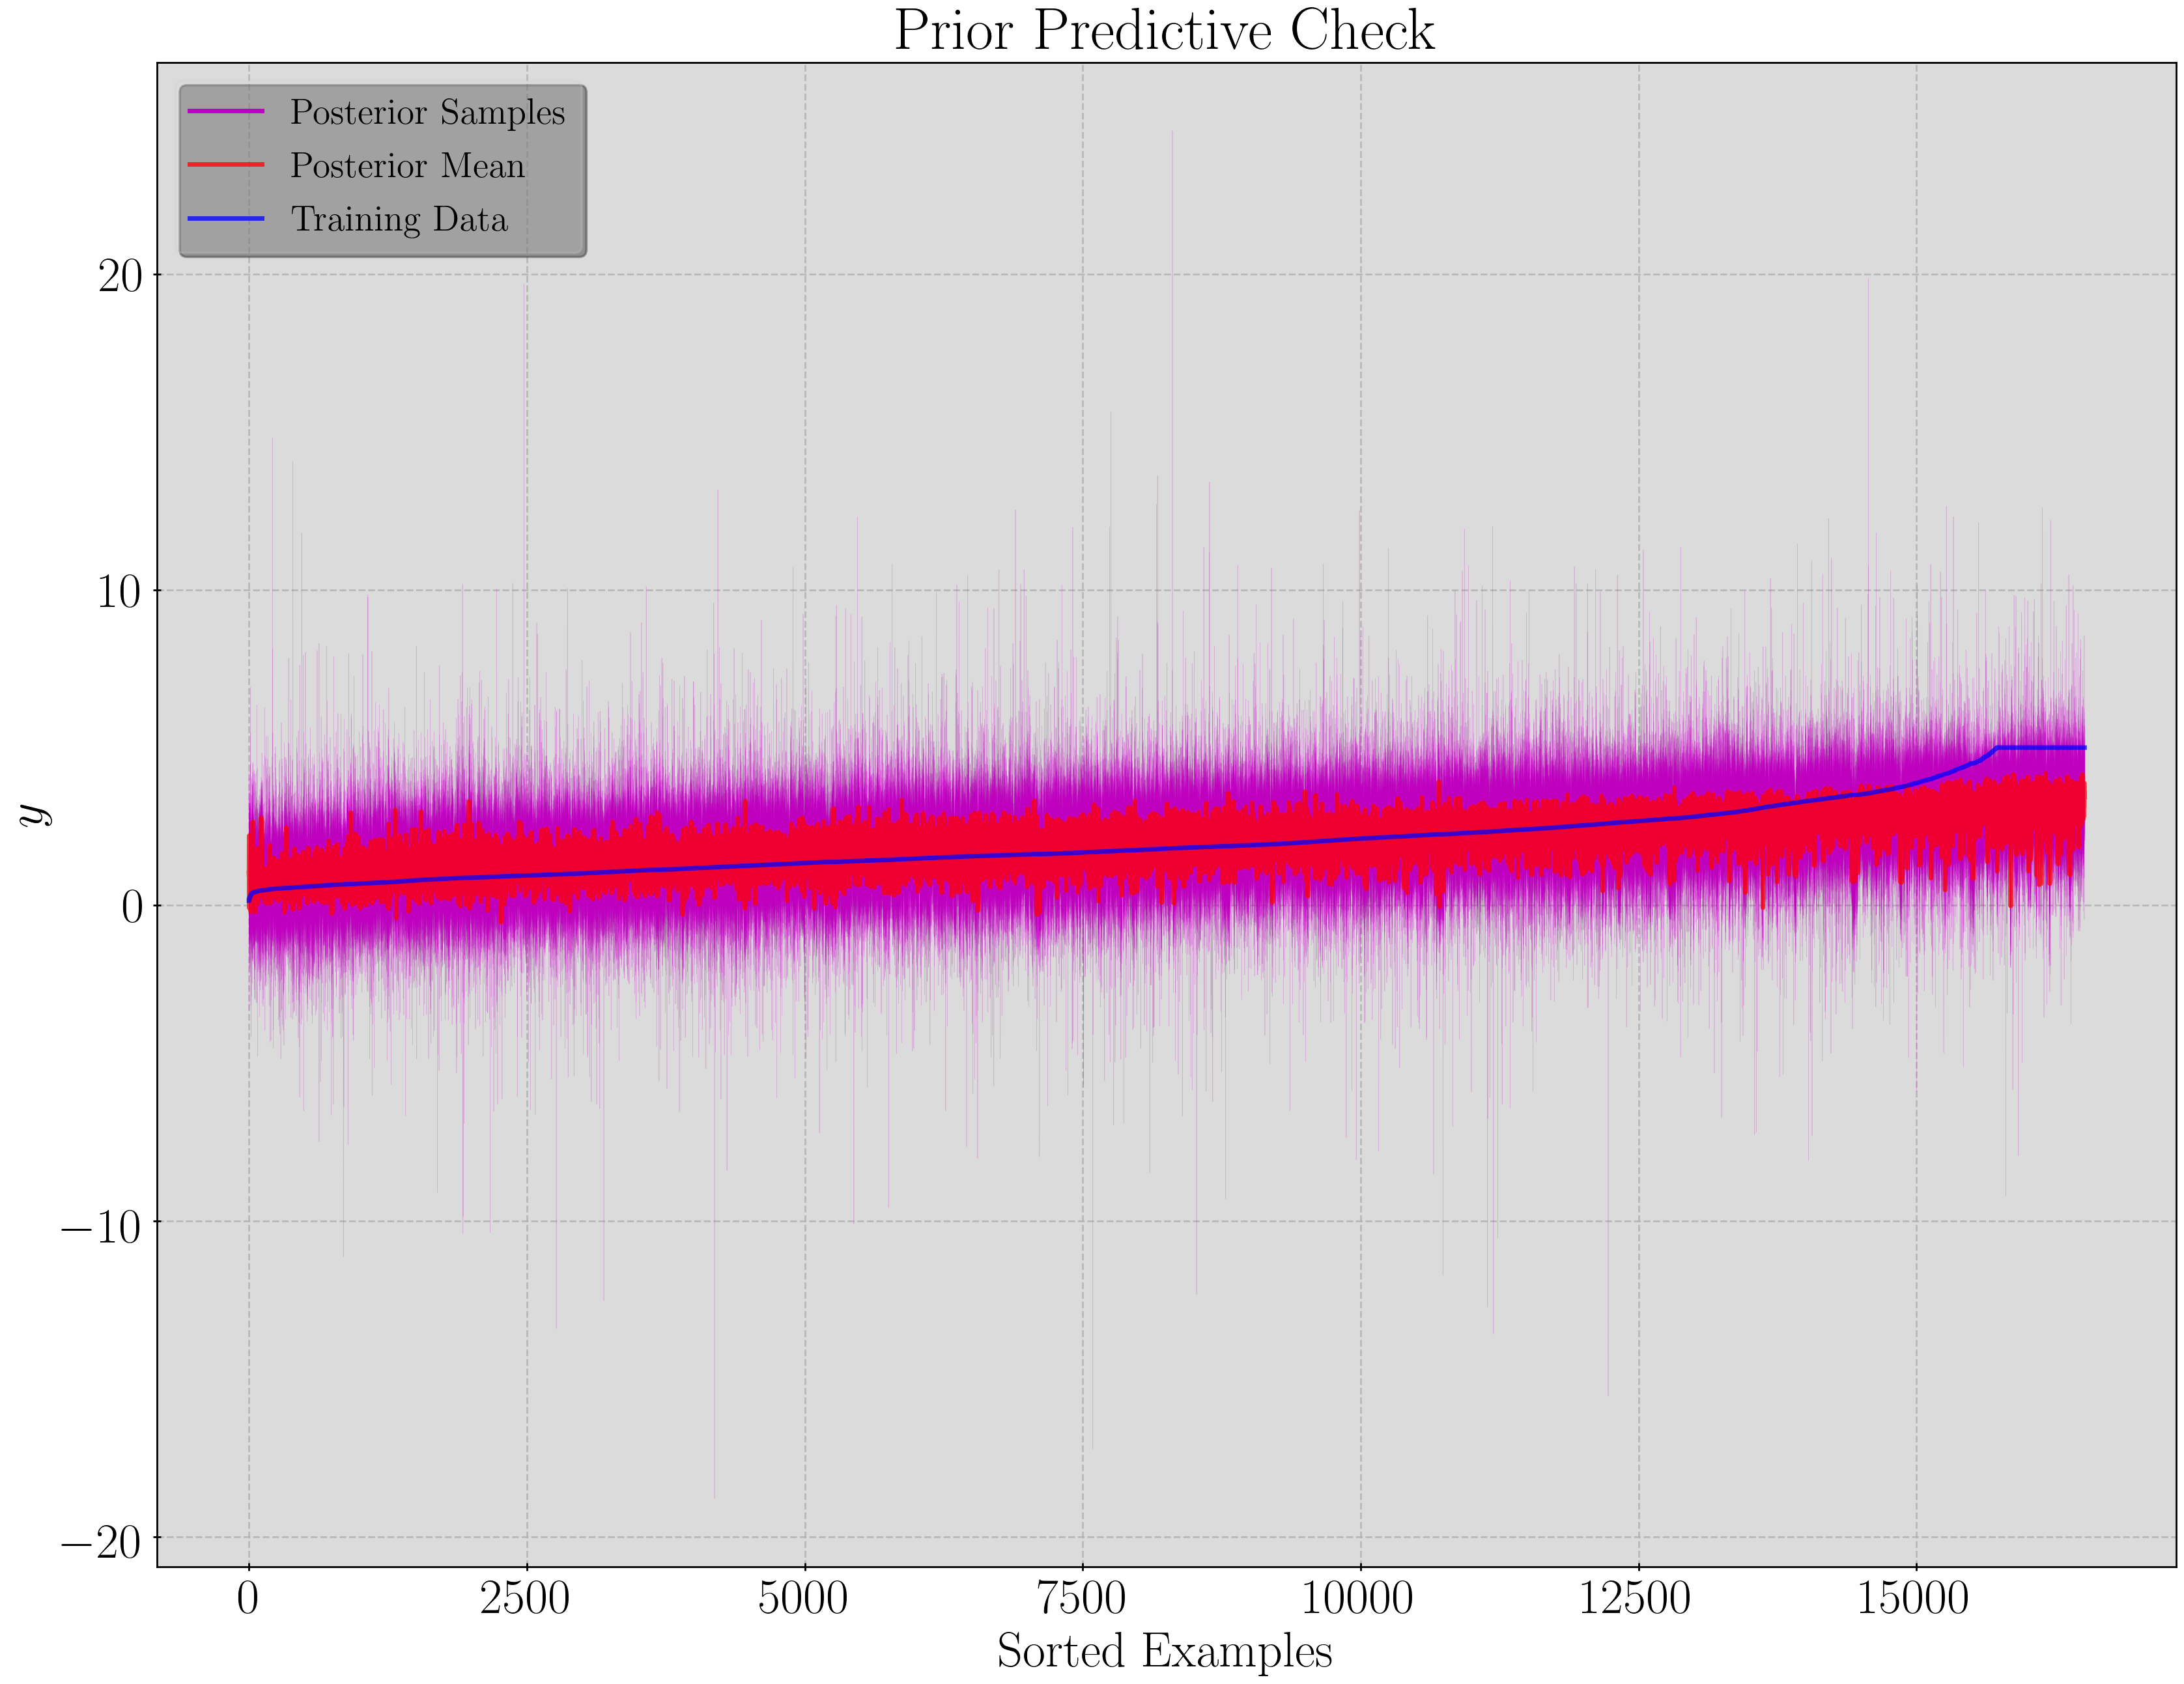 Prior Predictive Check
Posterior Samples
Posterior Mean
Training Data
20
10
0
−10
−20
y
0 2500 5000 7500 10000 12500 15000
Sorted Examples